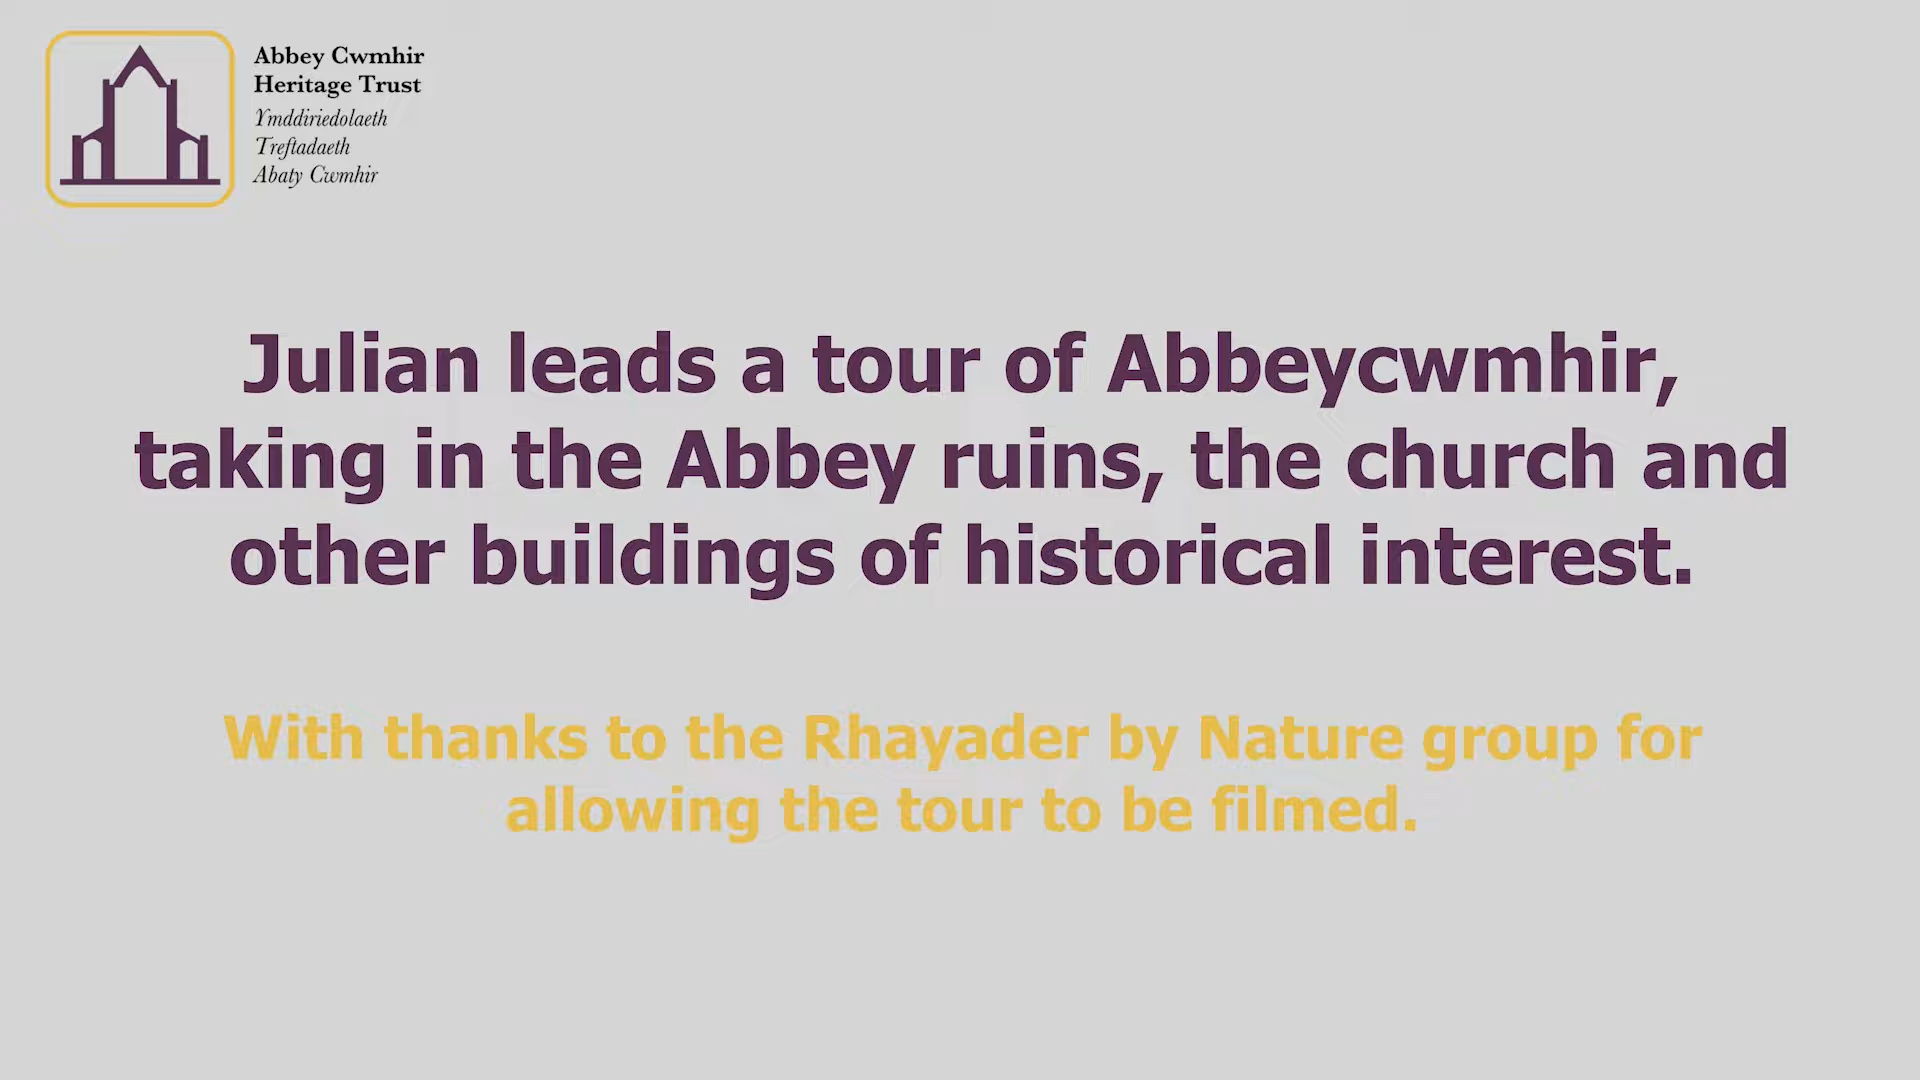 Abbey Cwmhir
Heritage Trust
Ymddiriedolaeth
Treftadaeth
Abaty Cwmhir
Julian leads a tour of Abbeycwmhir,
taking in the Abbey ruins, the church and
other buildings of historical interest.
With thanks to the Rhayader by Nature group for
allowing the tour to be filmed.